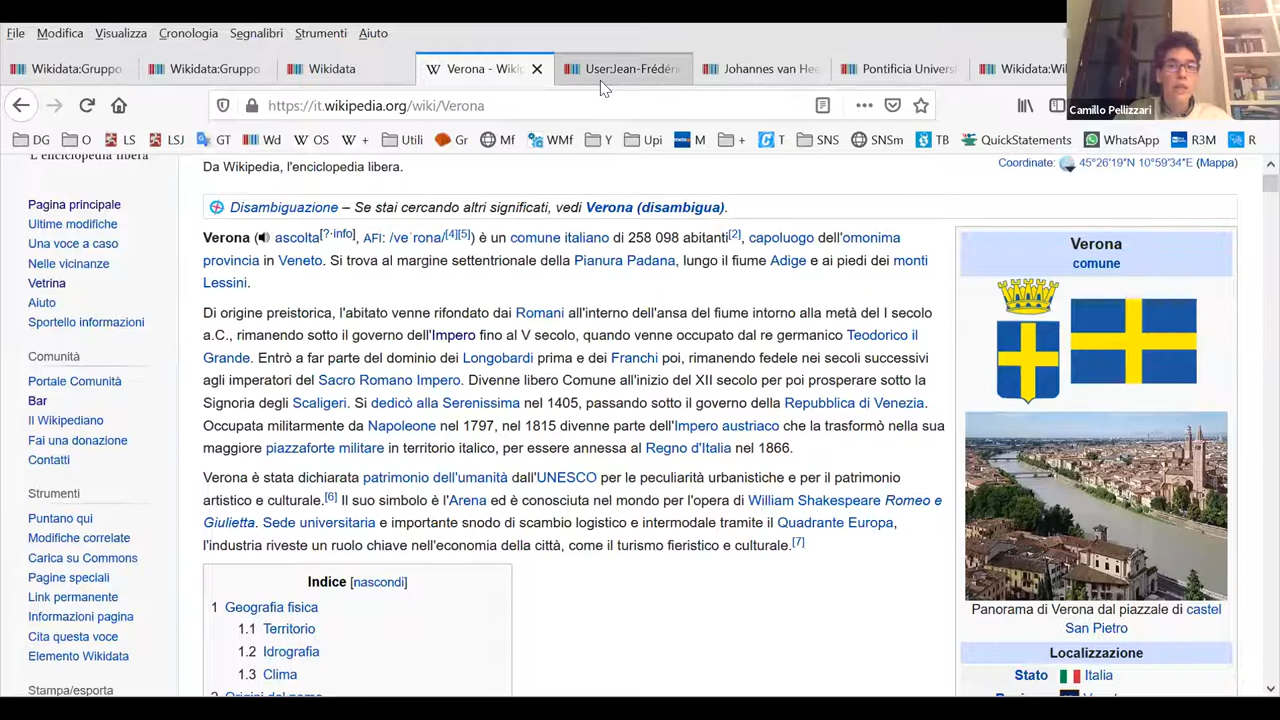 File Modifica Visualizza Cronologia Segnalibri Strumenti Aiuto
Wikidata:Gruppo Wikidata:Gruppo Wikidata Verona - Wiki User:Jean-Frédéri Johannes van Hee Pontificia Univers Wikidata:Wi
Camillo Pellizzari
https://it.wikipedia.org/wiki/Verona
DG O LS LSJ GT Wd OS + Utili Gr Mf WMf Y Upi M + T SNS SNSm TB QuickStatements WhatsApp R3M R
L'enciclopedia libera
Da Wikipedia, l'enciclopedia libera.
Coordinate: 45°26′19″N 10°59′34″E (Mappa)
Disambiguazione – Se stai cercando altri significati, vedi Verona (disambigua).
Verona (ascolta[?·info], AFI: /veˈrona/[4][5]) è un comune italiano di 258 098 abitanti[2], capoluogo dell'omonima
provincia in Veneto. Si trova al margine settentrionale della Pianura Padana, lungo il fiume Adige e ai piedi dei monti
Lessini.
Di origine preistorica, l'abitato venne rifondato dai Romani all'interno dell'ansa del fiume intorno alla metà del I secolo
a.C., rimanendo sotto il governo dell'Impero fino al V secolo, quando venne occupato dal re germanico Teodorico il
Grande. Entrò a far parte del dominio dei Longobardi prima e dei Franchi poi, rimanendo fedele nei secoli successivi
agli imperatori del Sacro Romano Impero. Divenne libero Comune all'inizio del XII secolo per poi prosperare sotto la
Signoria degli Scaligeri. Si dedicò alla Serenissima nel 1405, passando sotto il governo della Repubblica di Venezia.
Occupata militarmente da Napoleone nel 1797, nel 1815 divenne parte dell'Impero austriaco che la trasformò nella sua
maggiore piazzaforte militare in territorio italico, per essere annessa al Regno d'Italia nel 1866.
Verona è stata dichiarata patrimonio dell'umanità dall'UNESCO per le peculiarità urbanistiche e per il patrimonio
artistico e culturale.[6] Il suo simbolo è l'Arena ed è conosciuta nel mondo per l'opera di William Shakespeare Romeo e
Giulietta. Sede universitaria e importante snodo di scambio logistico e intermodale tramite il Quadrante Europa,
l'industria riveste un ruolo chiave nell'economia della città, come il turismo fieristico e culturale.[7]
Indice [nascondi]
1 Geografia fisica
1.1 Territorio
1.2 Idrografia
1.3 Clima
2 Origini del nome
Pagina principale
Ultime modifiche
Una voce a caso
Nelle vicinanze
Vetrina
Aiuto
Sportello informazioni
Comunità
Portale Comunità
Bar
Il Wikipediano
Fai una donazione
Contatti
Strumenti
Puntano qui
Modifiche correlate
Carica su Commons
Pagine speciali
Link permanente
Informazioni pagina
Cita questa voce
Elemento Wikidata
Stampa/esporta
Verona
comune
Panorama di Verona dal piazzale di castel
San Pietro
Localizzazione
Stato Italia